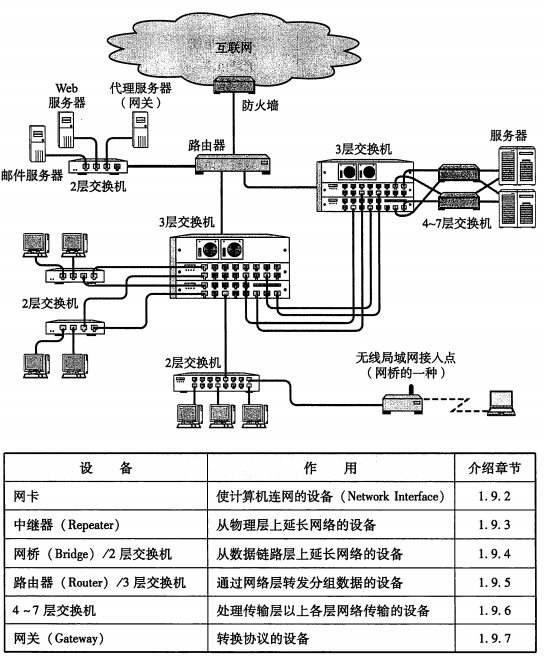 互联网
防火墙
Web
服务器
代理服务器
（网关）
邮件服务器
2层交换机
路由器
3层交换机
服务器
4~7层交换机
3层交换机
2层交换机
2层交换机
无线局域网接入点
（网桥的一种）
设 备 作 用 介绍章节
网卡 使计算机连网的设备（Network Interface） 1.9.2
中继器（Repeater） 从物理层上延长网络的设备 1.9.3
网桥（Bridge）/2层交换机 从数据链路层上延长网络的设备 1.9.4
路由器（Router）/3层交换机 通过网络层转发分组数据的设备 1.9.5
4~7层交换机 处理传输层以上各层网络传输的设备 1.9.6
网关（Gateway） 转换协议的设备 1.9.7